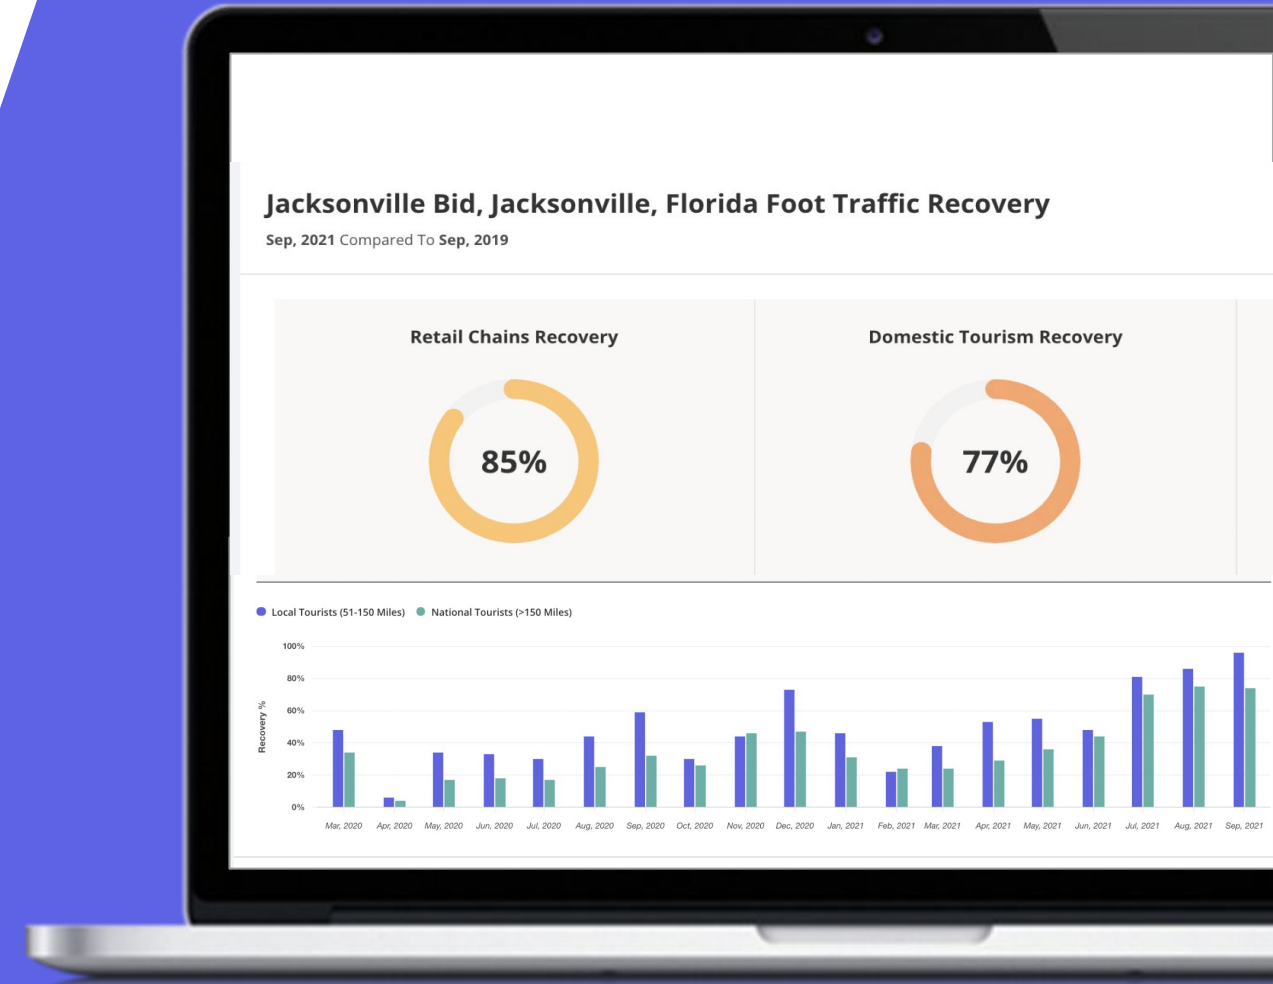 Jacksonville Bid, Jacksonville, Florida Foot Traffic Recovery
Sep, 2021 Compared To Sep, 2019
Retail Chains Recovery
Domestic Tourism Recovery
85%
77%
Local Tourists (51-150 Miles)
National Tourists (>150 Miles)
100%
80%
60%
40%
20%
0%
Recovery %
Mar, 2020 Apr, 2020 May, 2020 Jun, 2020 Jul, 2020 Aug, 2020 Sep, 2020 Oct, 2020 Nov, 2020 Dec, 2020 Jan, 2021 Feb, 2021 Mar, 2021 Apr, 2021 May, 2021 Jun, 2021 Jul, 2021 Aug, 2021 Sep, 2021